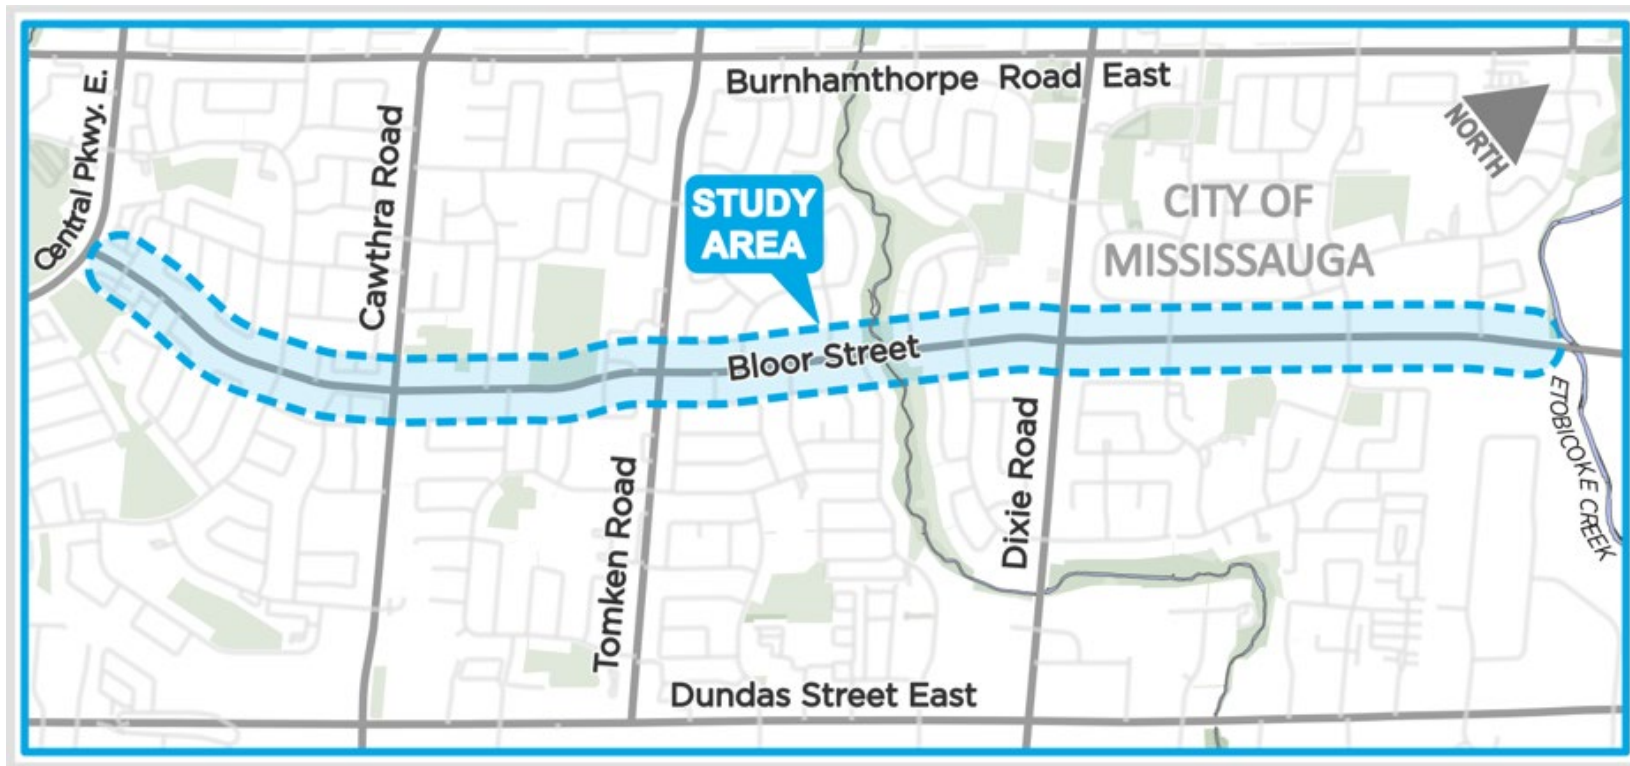 Burnhamthorpe Road East
Central Pkwy. E.
Cawthra Road
NORTH
STUDY
AREA
CITY OF
MISSISSAUGA
Bloor Street
Tomken Road
Dixie Road
ETOBICOKE CREEK
Dundas Street East